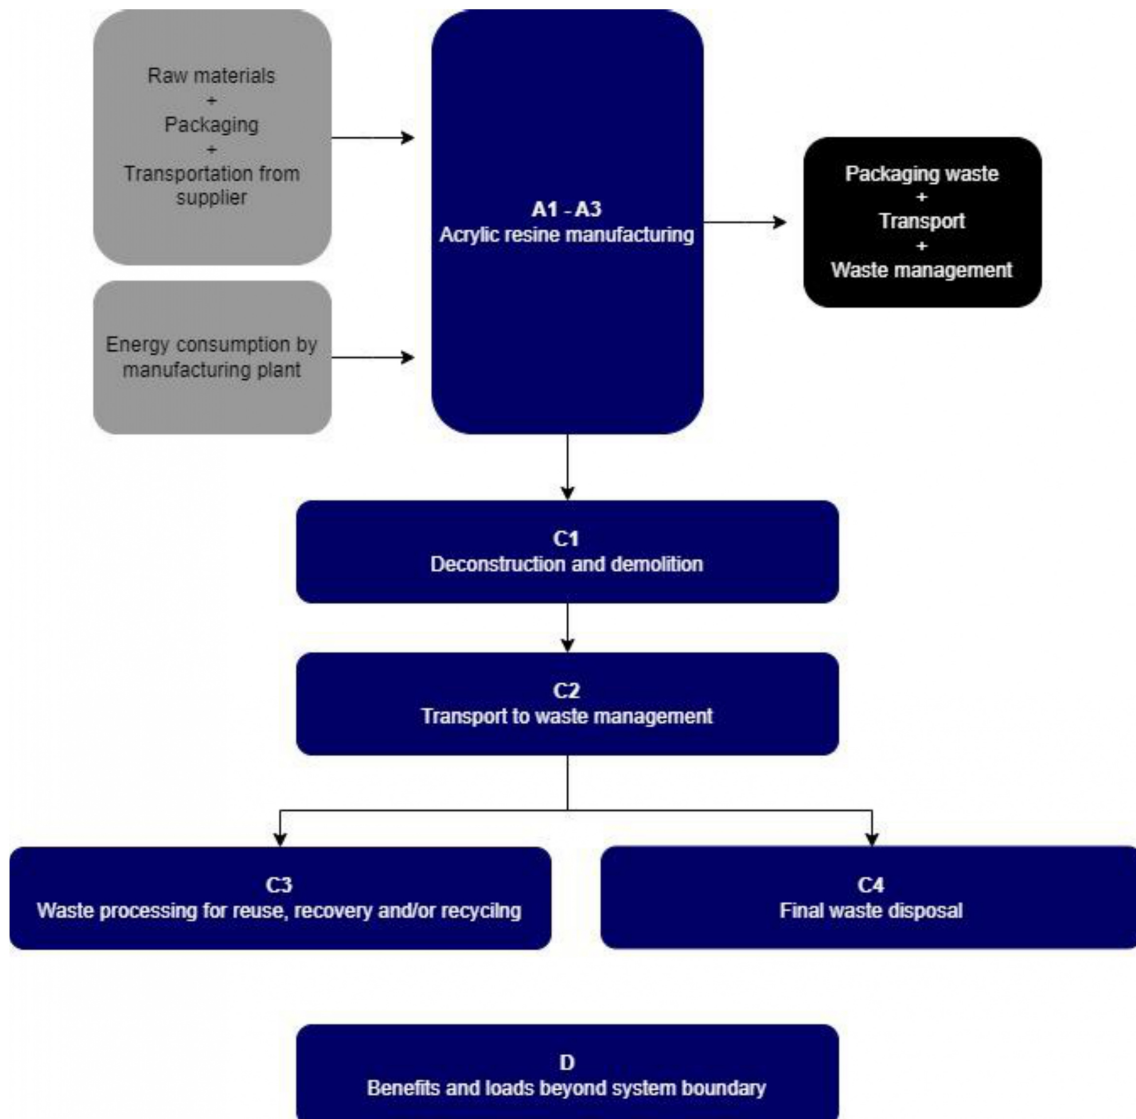 Raw materials
+
Packaging
+
Transportation from
supplier
A1 - A3
Acrylic resine manufacturing
Packaging waste
+
Transport
+
Waste management
Energy consumption by
manufacturing plant
C1
Deconstruction and demolition
C2
Transport to waste management
C3
Waste processing for reuse, recovery and/or recycilng
C4
Final waste disposal
D
Benefits and loads beyond system boundary